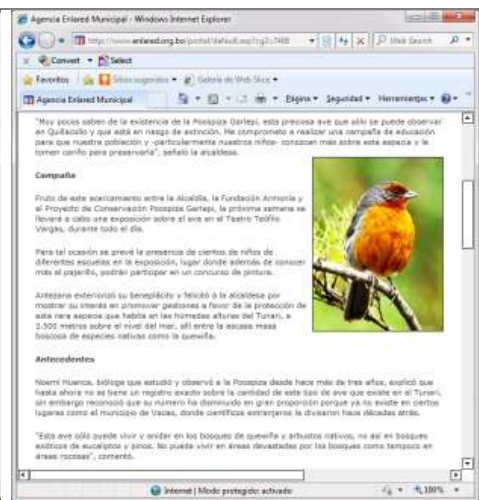 Agencia Enlared Municipal - Windows Internet Explorer
Web Search
Convert Select
Favoritos Sitios sugeridos Galería de Web Slice
Agencia Enlared Municipal Página Seguridad Herramientas
"Muy pocos saben de la existencia de la Poospiza Garlepi, esta preciosa ave que sólo se puede observar
en Quillacollo y que está en riesgo de extinción. Me comprometo a realizar una campaña de educación
para que nuestra población y -particularmente nuestros niños- conozcan más sobre esta especie y le
tomen cariño para preservarla", señaló la alcaldesa.
Campaña
Fruto de este acercamiento entre la Alcaldía, la Fundación Armonía y
el Proyecto de Conservación Poospiza Garlepi, la próxima semana se
llevará a cabo una exposición sobre el ave en el Teatro Teófilo
Vargas, durante todo el día.
Para tal ocasión se prevé la presencia de cientos de niños de
diferentes escuelas en la exposición, lugar donde además de conocer
más al pajarito, podrán participar en un concurso de pintura.
Antezana exteriorizó su beneplácito y felicitó a la alcaldesa por
mostrar su interés en promover gestiones a favor de la protección de
esta rara especie que habita en las húmedas alturas del Tunari, a
3.500 metros sobre el nivel del mar, allí entre la escasa masa
boscosa de especies nativas como la quewiña.
Antecedentes
Noemí Huanca, bióloga que estudió y observó a la Poospiza desde hace más de tres años, explicó que
hasta ahora no se tiene un registro exacto sobre la cantidad de este tipo de ave que existe en el Tunari,
sin embargo reconoció que su número ha disminuido en gran proporción porque ya no existe en ciertos
lugares como el municipio de Vacas, donde científicos extranjeros la divisaron hace décadas atrás.
"Esta ave sólo puede vivir y anidar en los bosques de quewiña y arbustos nativos, no así en bosques
exóticos de eucaliptos y pinos. No puede vivir en áreas devastadas por los bosques como tampoco en
áreas rocosas", comentó.
Internet | Modo protegido: activado 100%